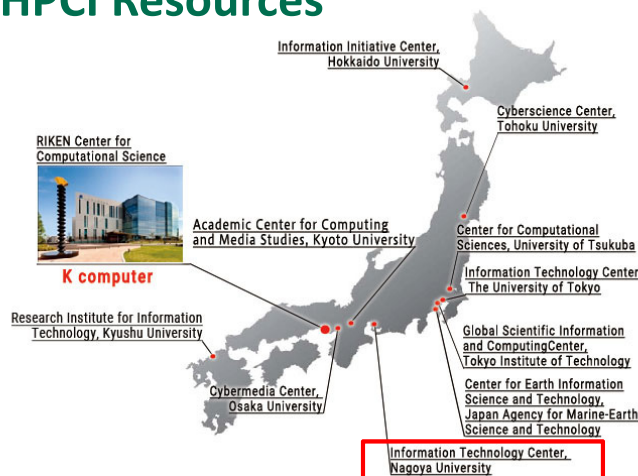 HPCI Resources
Information Initiative Center,
Hokkaido University
Cyberscience Center,
Tohoku University
RIKEN Center for
Computational Science
K computer
Academic Center for Computing
and Media Studies, Kyoto University
Center for Computational
Sciences, University of Tsukuba
Information Technology Center
The University of Tokyo
Research Institute for Information
Technology, Kyushu University
Global Scientific Information
and ComputingCenter,
Tokyo Institute of Technology
Cybermedia Center,
Osaka University
Center for Earth Information
Science and Technology,
Japan Agency for Marine-Earth
Science and Technology
Information Technology Center,
Nagoya University